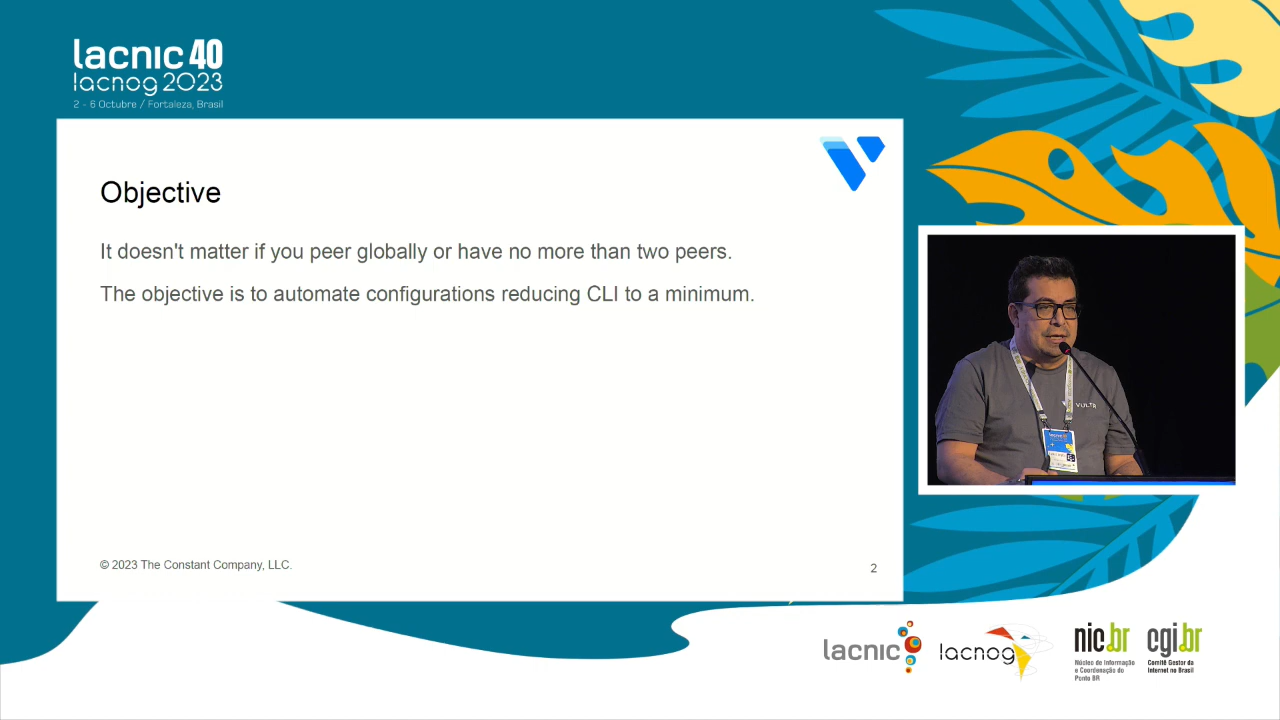 lacnic 40
lacnog 2023
2 - 6 Octubre / Fortaleza, Brasil
Objective
It doesn't matter if you peer globally or have no more than two peers.
The objective is to automate configurations reducing CLI to a minimum.
© 2023 The Constant Company, LLC.
2
VULTR
lacnic
lacnog
nic.br
Núcleo de Informação
e Coordenação do
Ponto BR
cgi.br
Comitê Gestor da
Internet no Brasil